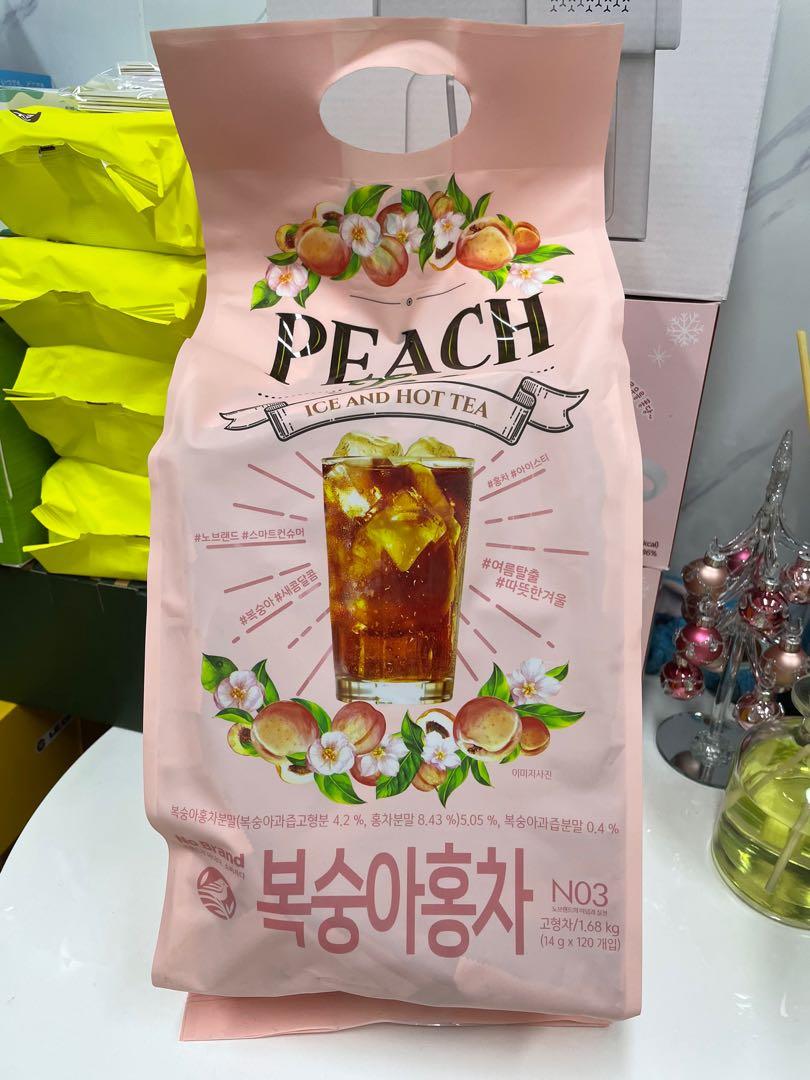 PEACH
ICE AND HOT TEA
#홍차 #아이스티
#노브랜드 #스마트컨슈머
#여름탈출
#따뜻한겨울
#복숭아 #새콤달콤
이미지사진
복숭아홍차분말(복숭아과즙고형분 4.2 %, 홍차분말 8.43 %)5.05 %, 복숭아과즙분말 0.4 %
No Brand
복숭아홍차
N03
고형차/1.68 kg
(14 g x 120 개입)
kcal)